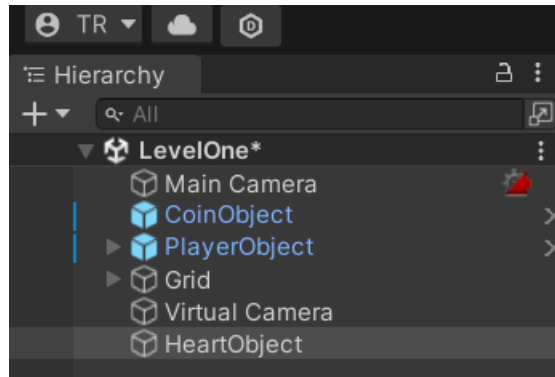 TR
Hierarchy
All
LevelOne*
Main Camera
CoinObject
PlayerObject
Grid
Virtual Camera
HeartObject